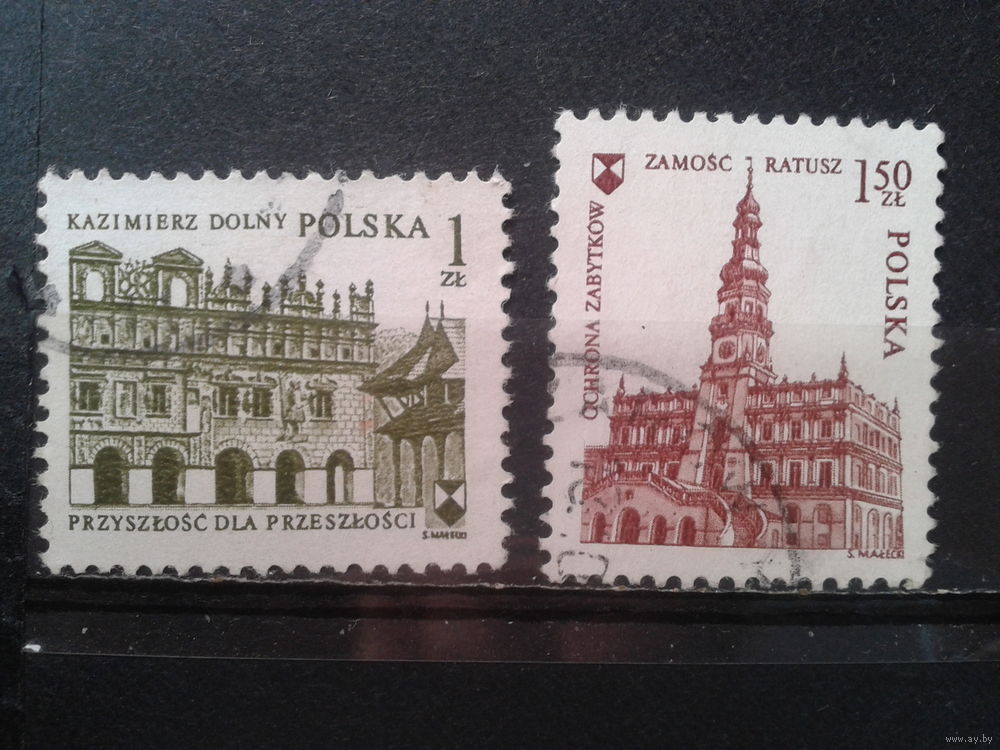 KAZIMIERZ DOLNY POLSKA 1 ZŁ
PRZYSZŁOŚĆ DLA PRZESZŁOŚCI
S. MAŁECKI
ZAMOŚĆ RATUSZ 1 50 ZŁ
OCHRONA ZABYTKÓW
POLSKA
S. MAŁECKI
www.ay.by